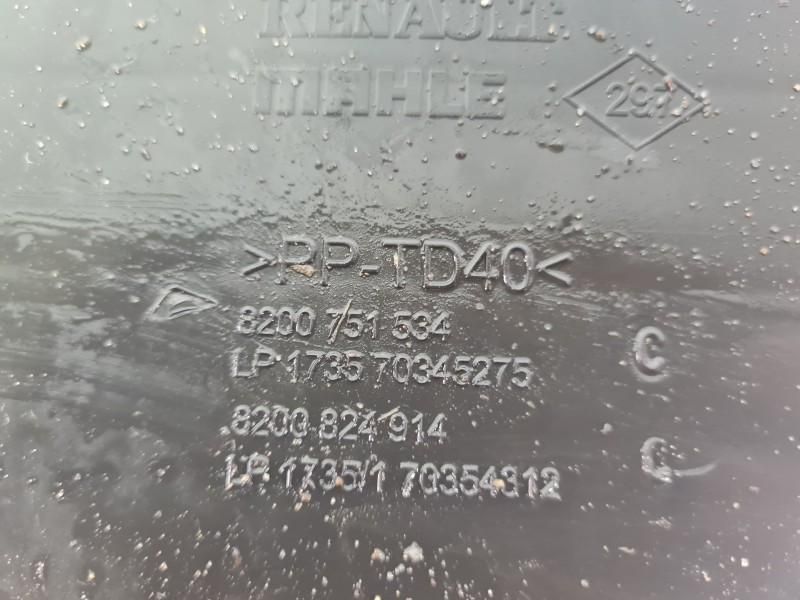 RENAULT
MAHLE
297
>PP-TD40<
8200 751 534
LP 1735 70345275
C
8200 824 914
LP 1735/1 70354312
C